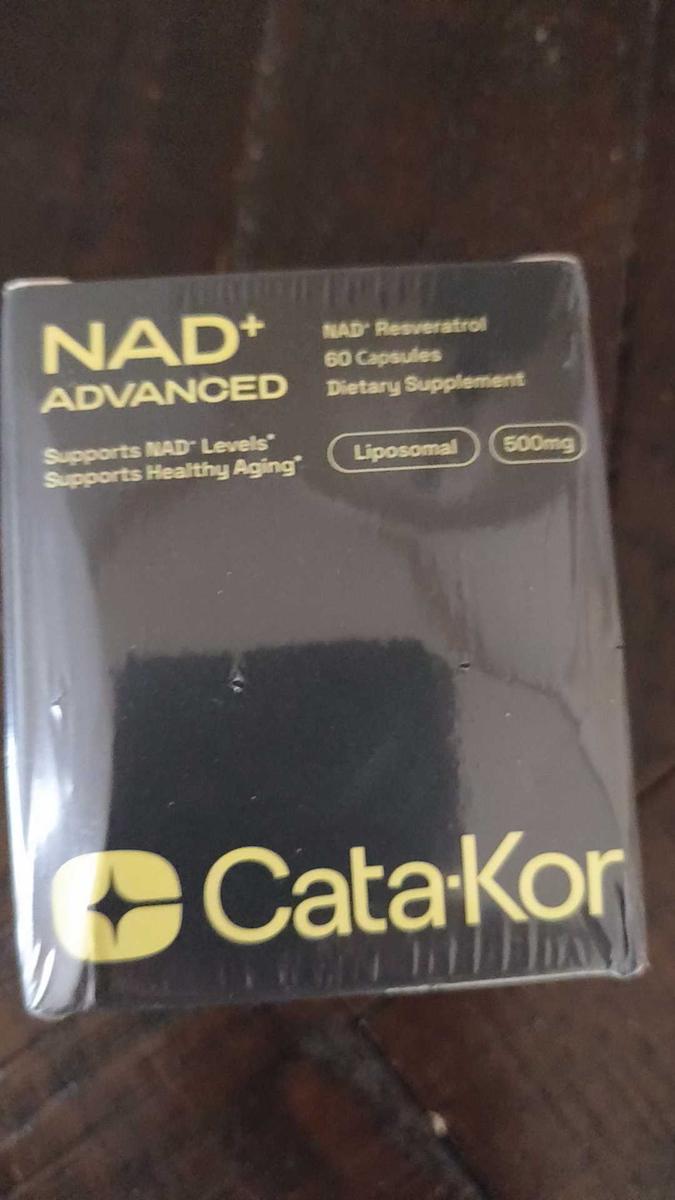 NAD+
ADVANCED
Supports NAD+ Levels*
Supports Healthy Aging*
NAD+ Resveratrol
60 Capsules
Dietary Supplement
Liposomal
500mg
Cata·Kor